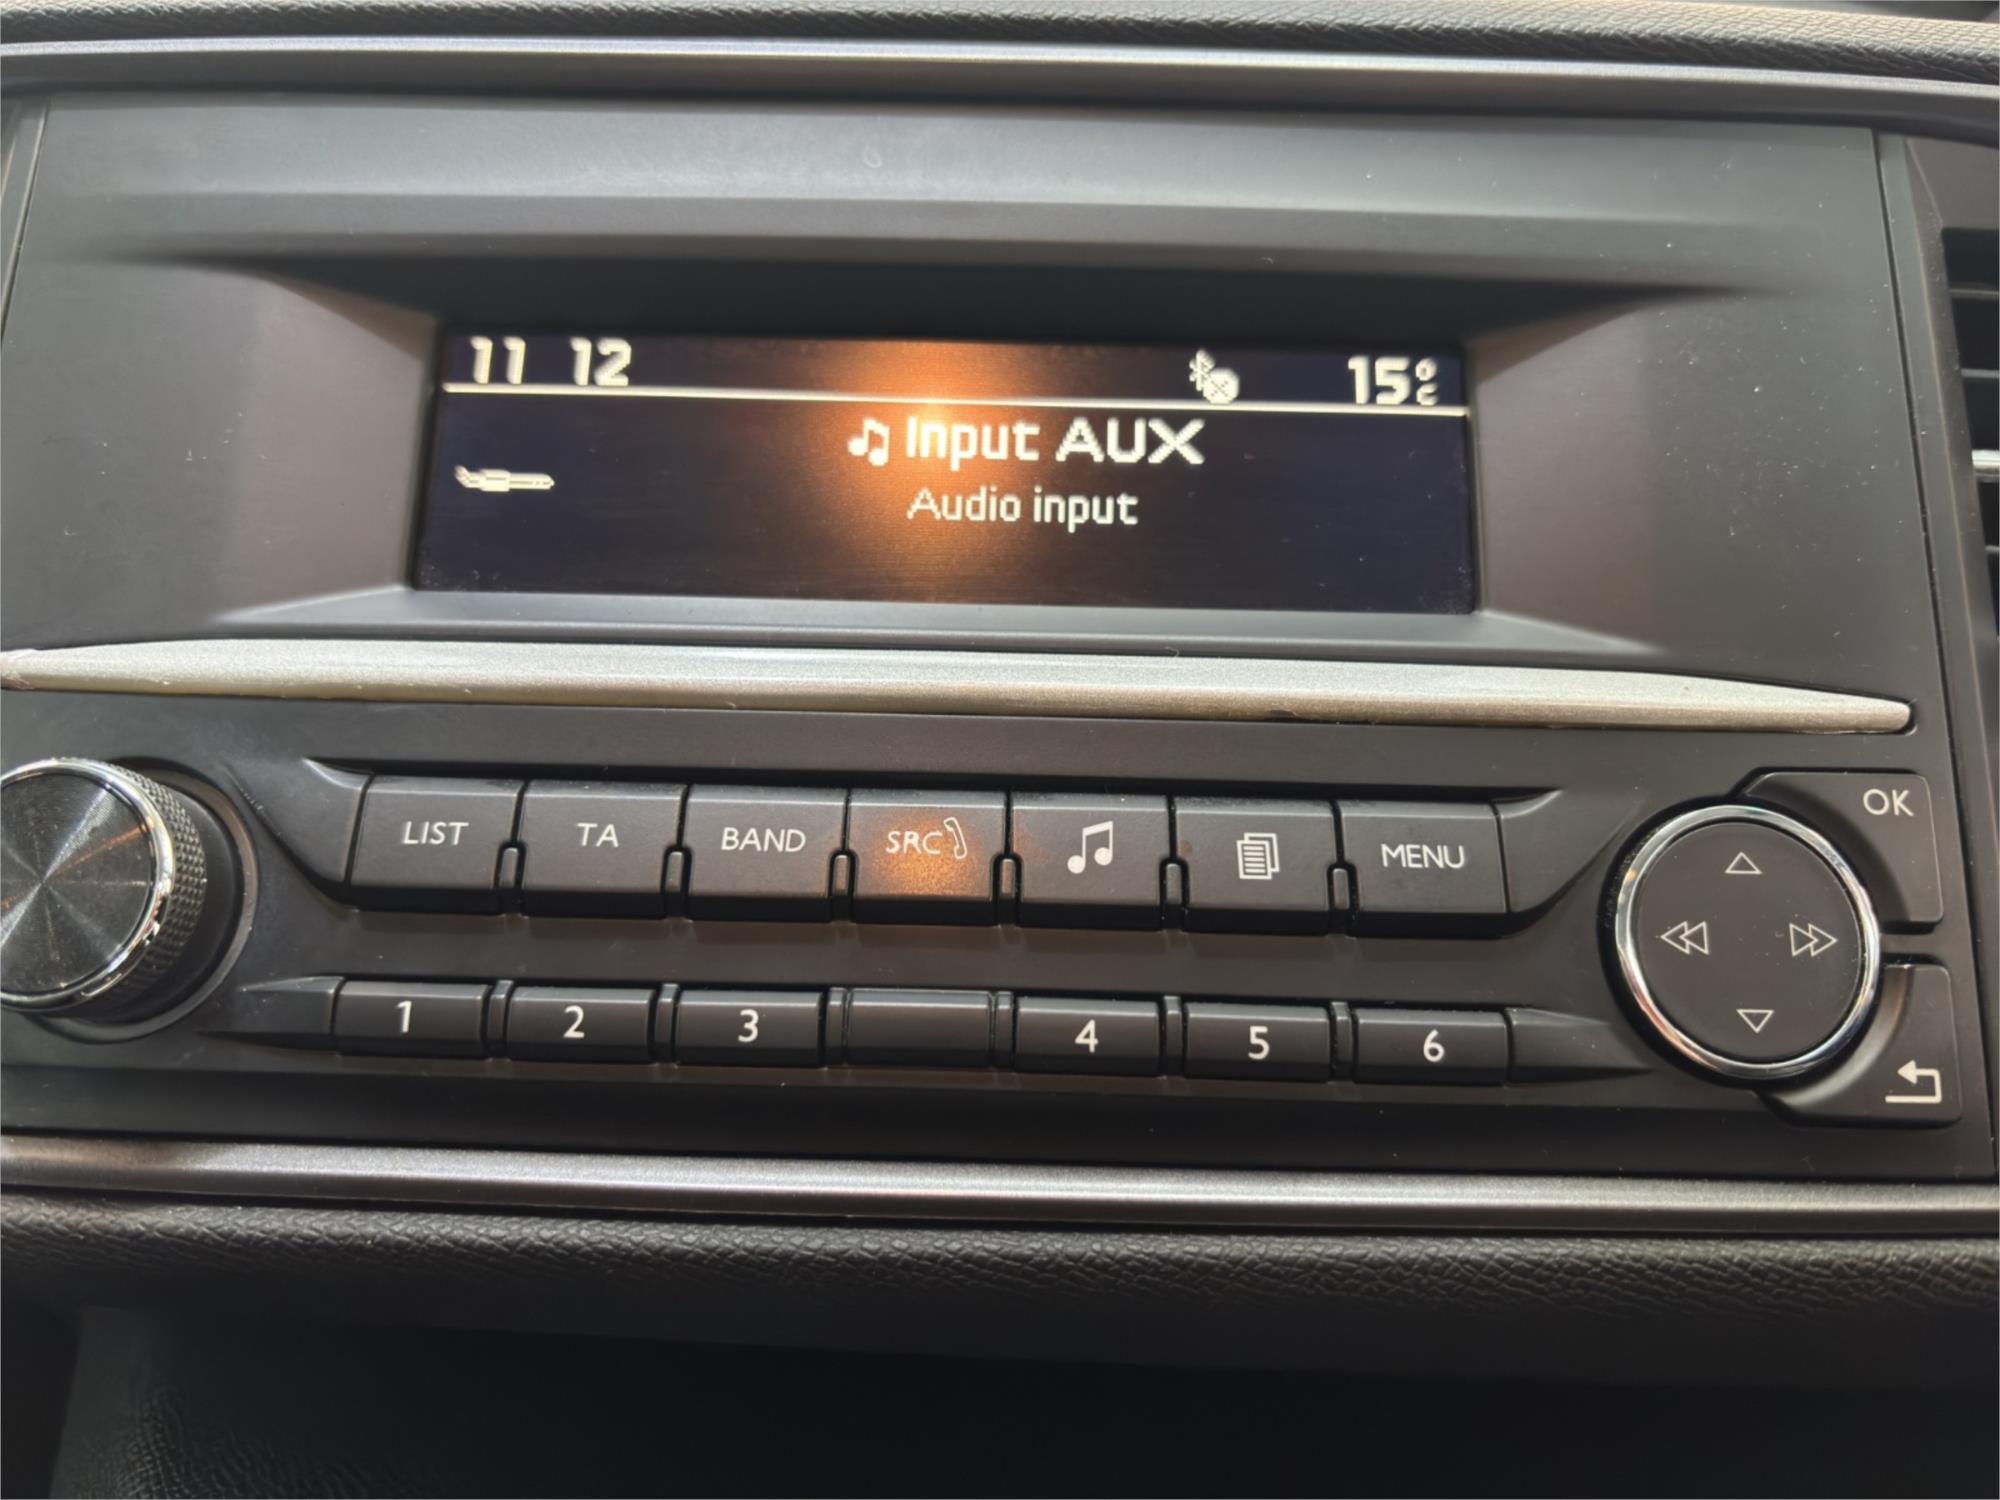 11 12 15°C
Input AUX
Audio input
LIST TA BAND SRC MENU OK
1 2 3 4 5 6